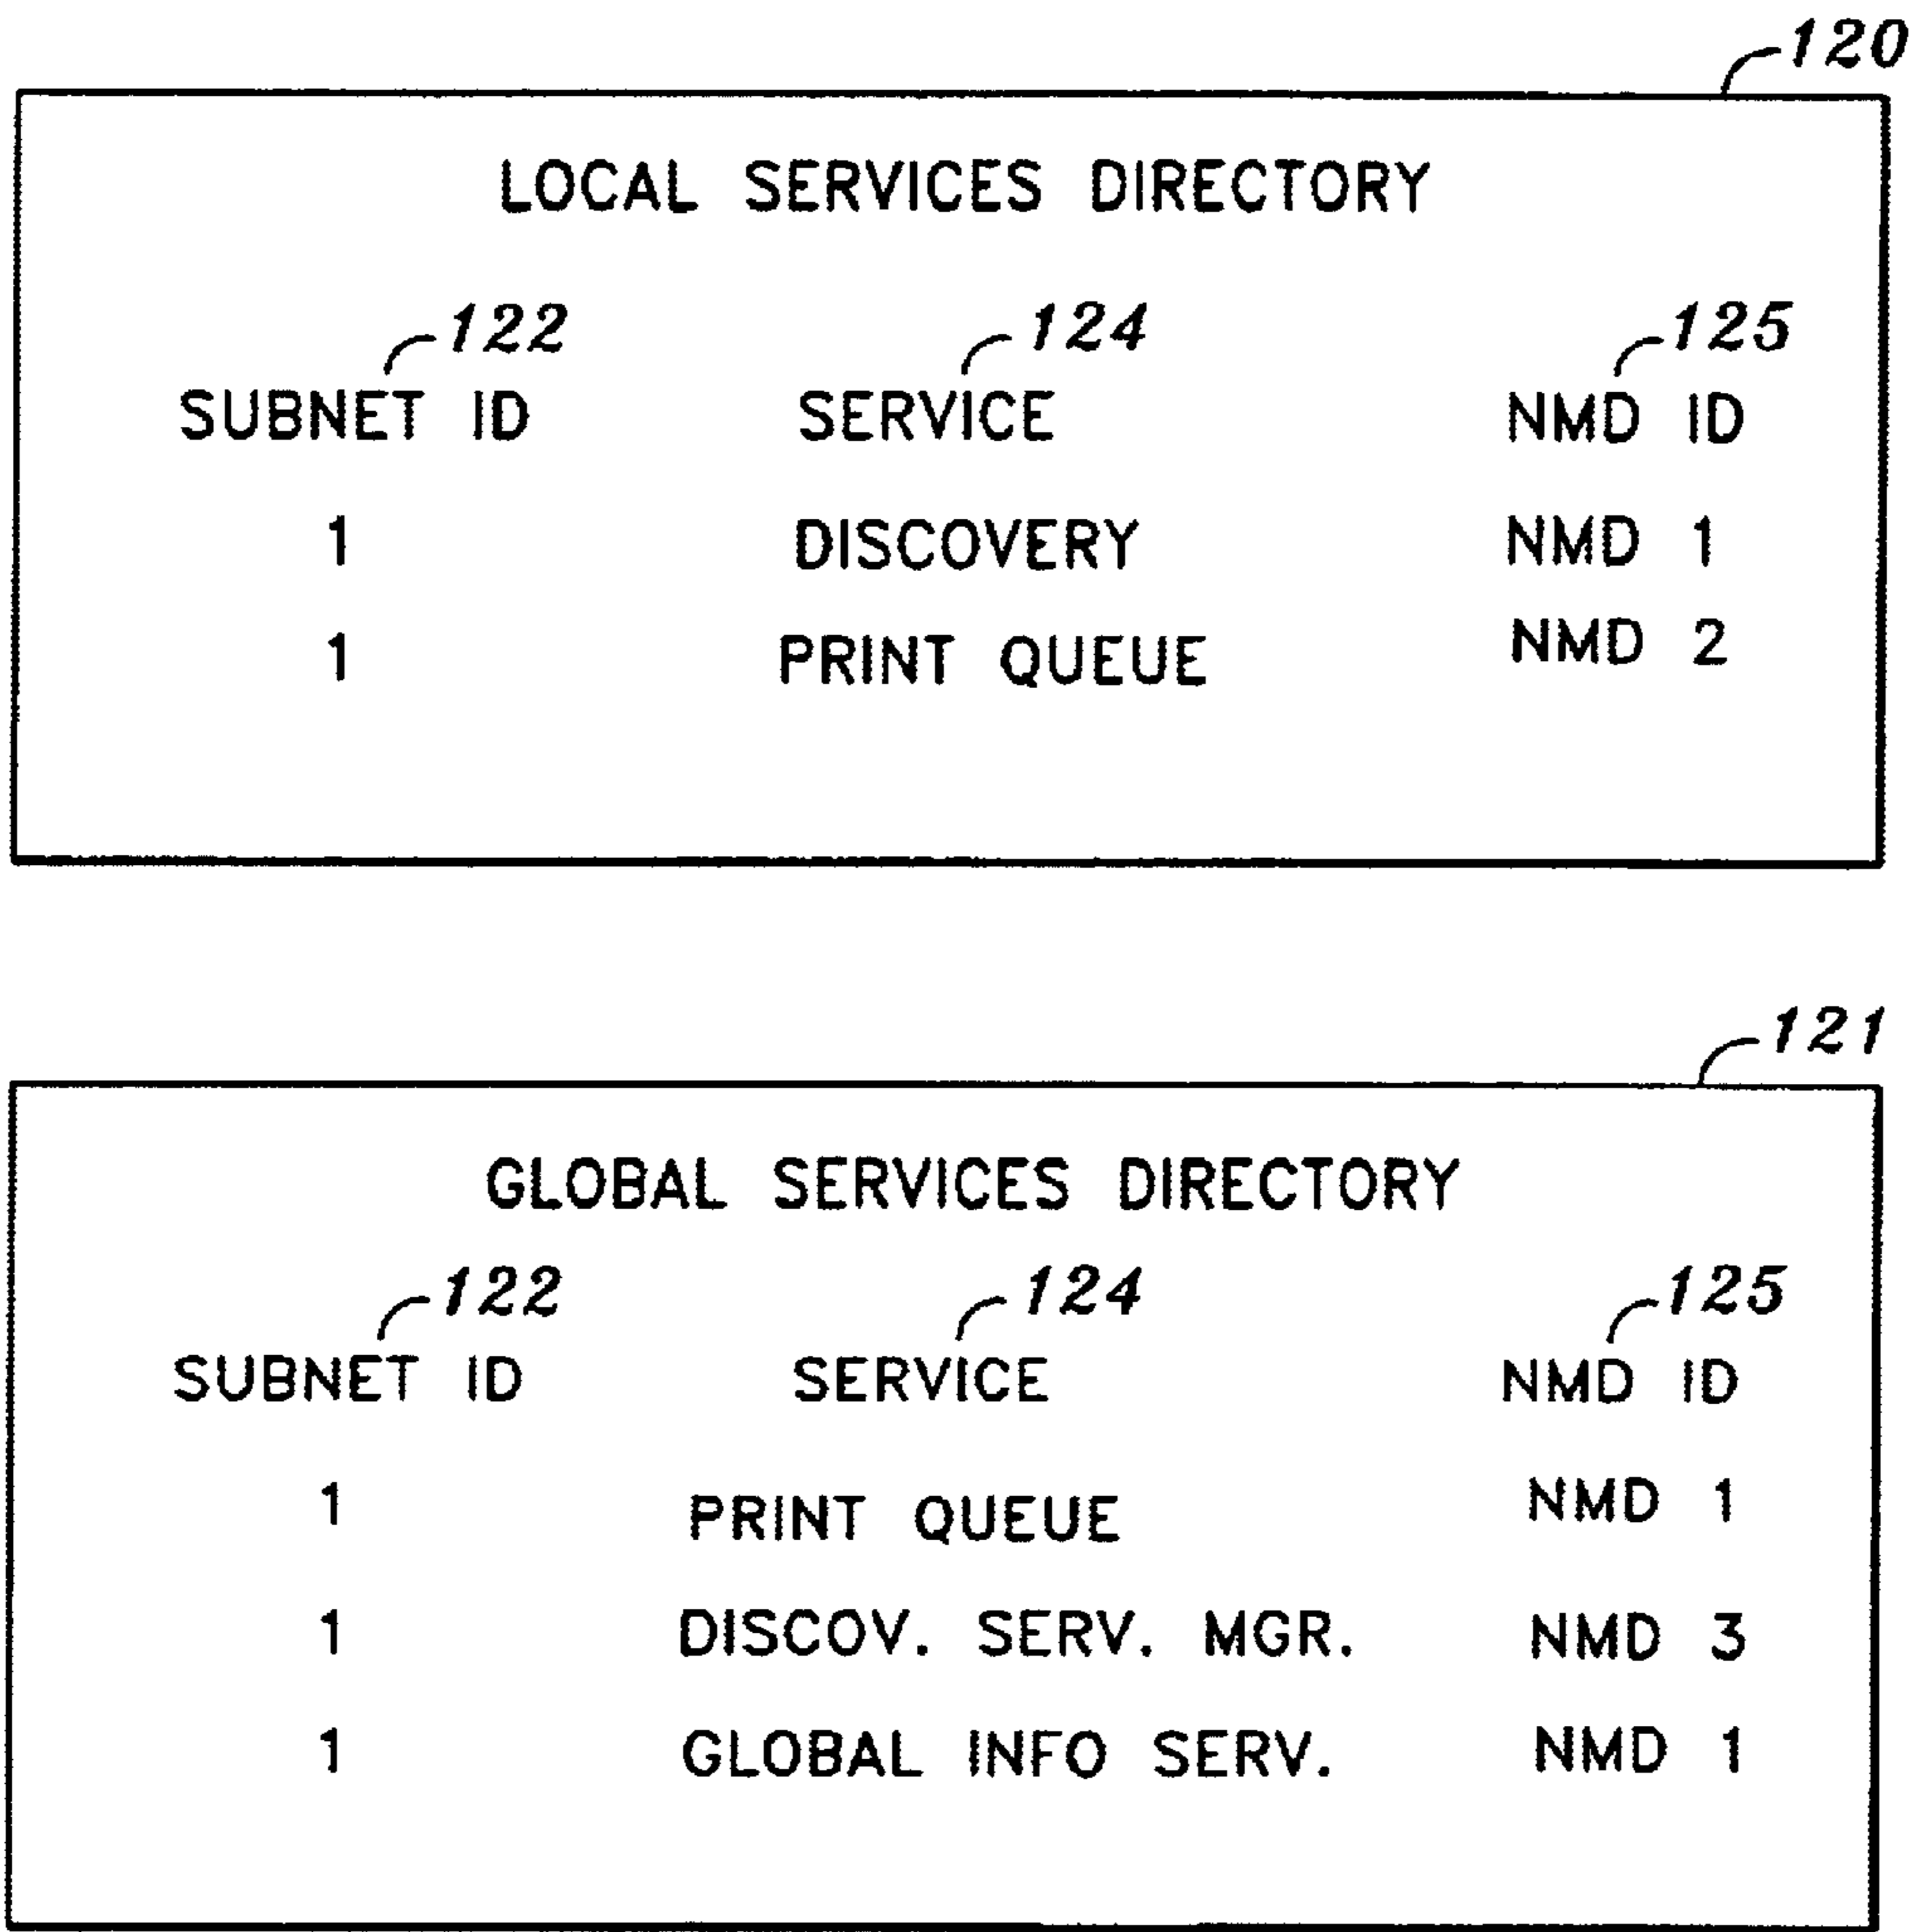 120
LOCAL SERVICES DIRECTORY
122 124 125
SUBNET ID SERVICE NMD ID
1 DISCOVERY NMD 1
1 PRINT QUEUE NMD 2
121
GLOBAL SERVICES DIRECTORY
122 124 125
SUBNET ID SERVICE NMD ID
1 PRINT QUEUE NMD 1
1 DISCOV. SERV. MGR. NMD 3
1 GLOBAL INFO SERV. NMD 1